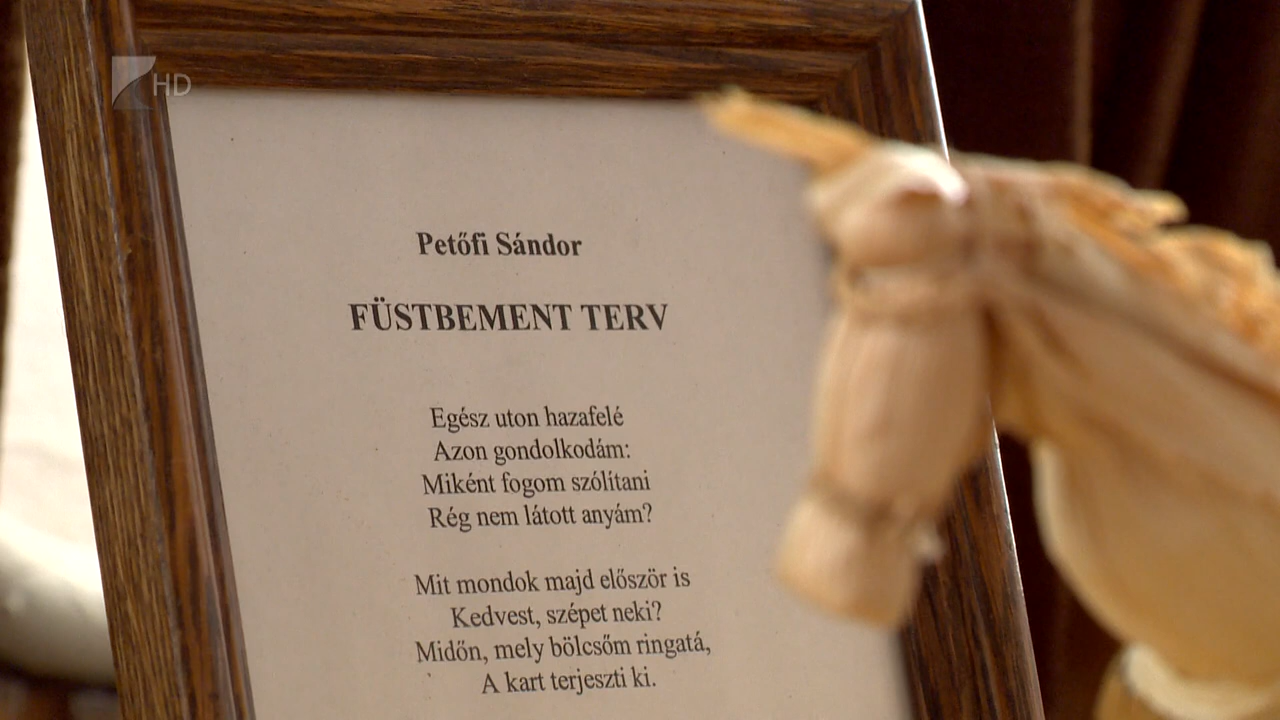 HD
Petőfi Sándor
FÜSTBEMENT TERV
Egész uton hazafelé
Azon gondolkodám:
Miként fogom szólítani
Rég nem látott anyám?
Mit mondok majd először is
Kedvest, szépet neki?
Midőn, mely bölcsőm ringatá,
A kart terjeszti ki.